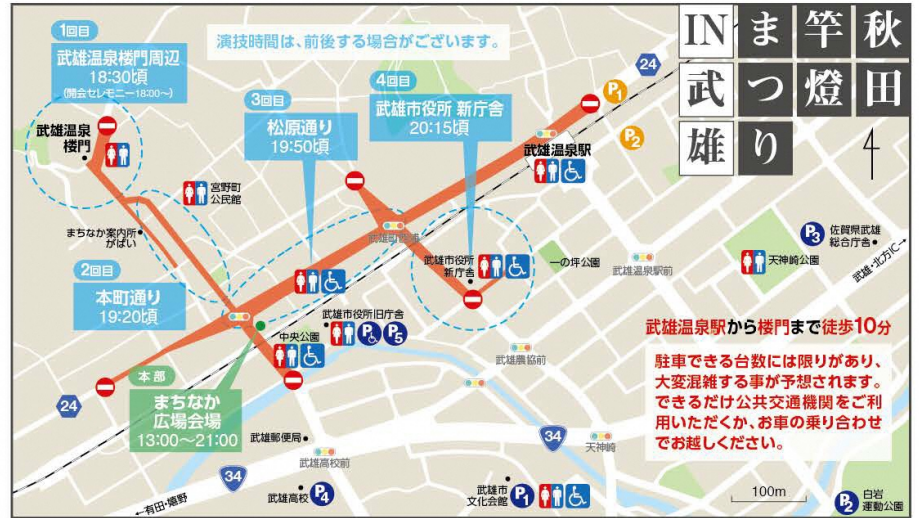 秋田
竿燈
まつり
IN武雄
演技時間は、前後する場合がございます。
1回目
武雄温泉楼門周辺
18:30頃
(開会セレモニー18:00〜)
2回目
本町通り
19:20頃
3回目
松原通り
19:50頃
4回目
武雄市役所 新庁舎
20:15頃
本部
まちなか
広場会場
13:00〜21:00
武雄温泉
楼門
宮野町
公民館
まちなか案内所
がばい
武雄温泉駅
24
P1
P2
武雄市役所
新庁舎
一の坪公園
武雄温泉駅前
P3
佐賀県武雄
総合庁舎
天神崎公園
武雄・北方IC→
武雄市役所旧庁舎
P
P5
中央公園
武雄農協前
24
武雄郵便局
武雄高校前
34
34
天神崎
←有田・嬉野
武雄高校
P4
武雄市
文化会館
P1
100m
P2
白岩
運動公園
武雄温泉駅から楼門まで徒歩10分
駐車できる台数には限りがあり、
大変混雑する事が予想されます。
できるだけ公共交通機関をご利
用いただくか、お車の乗り合わせ
でお越しください。